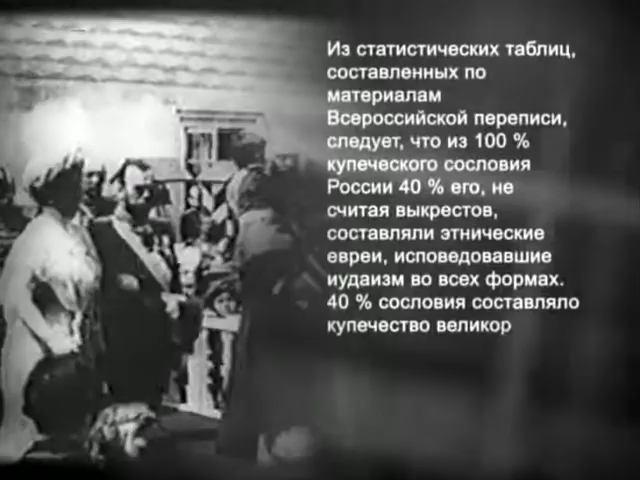 Из статистических таблиц,
составленных по
материалам
Всероссийской переписи,
следует, что из 100 %
купеческого сословия
России 40 % его, не
считая выкрестов,
составляли этнические
евреи, исповедовавшие
иудаизм во всех формах.
40 % сословия составляло
купечество великор